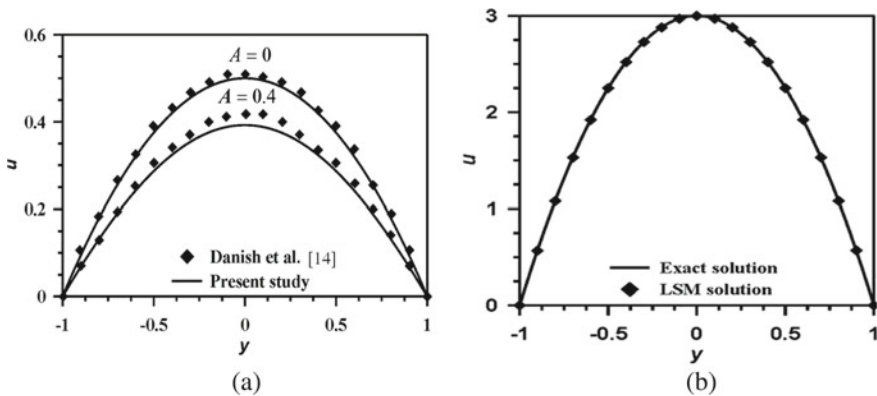 0.6
A = 0
A = 0.4
0.4
u
0.2
Danish et al. [14]
Present study
0
-1 -0.5 0 0.5 1
y
(a)
3
2
u
1
Exact solution
LSM solution
0
-1 -0.5 0 0.5 1
y
(b)